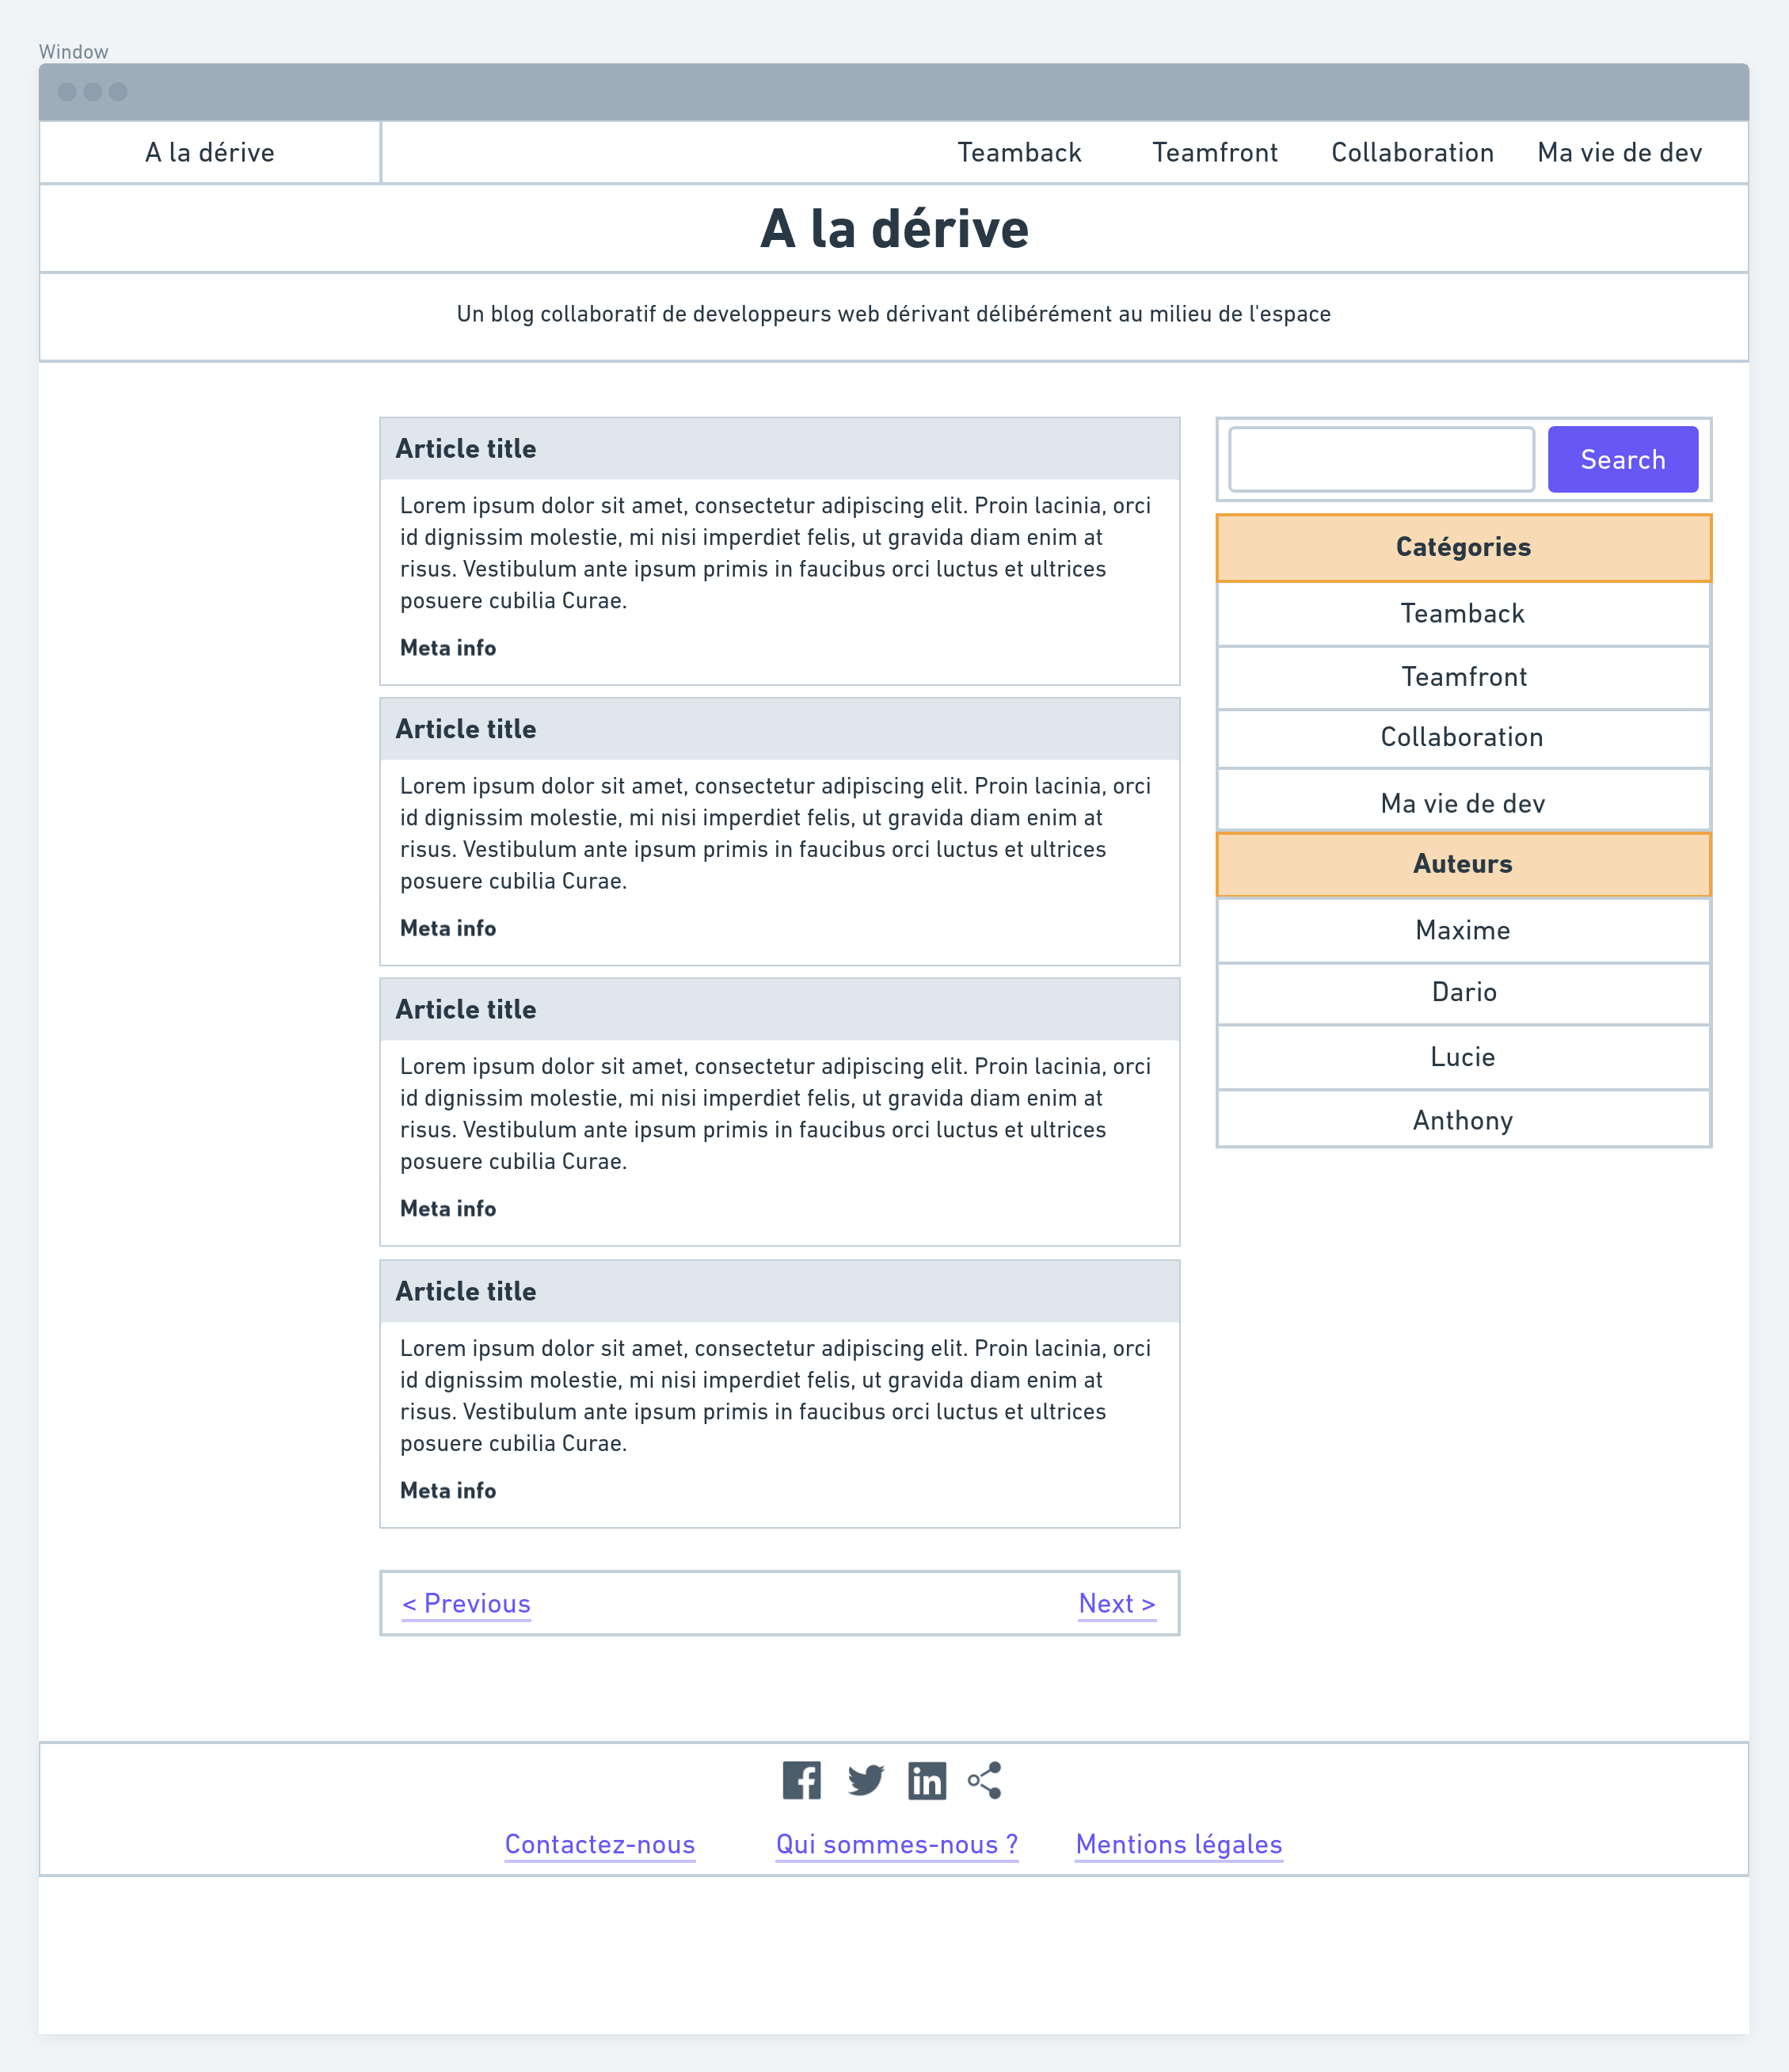 Window
A la dérive
Teamback
Teamfront
Collaboration
Ma vie de dev
A la dérive
Un blog collaboratif de developpeurs web dérivant délibérément au milieu de l'espace
Article title
Lorem ipsum dolor sit amet, consectetur adipiscing elit. Proin lacinia, orci
id dignissim molestie, mi nisi imperdiet felis, ut gravida diam enim at
risus. Vestibulum ante ipsum primis in faucibus orci luctus et ultrices
posuere cubilia Curae.
Meta info
Article title
Lorem ipsum dolor sit amet, consectetur adipiscing elit. Proin lacinia, orci
id dignissim molestie, mi nisi imperdiet felis, ut gravida diam enim at
risus. Vestibulum ante ipsum primis in faucibus orci luctus et ultrices
posuere cubilia Curae.
Meta info
Article title
Lorem ipsum dolor sit amet, consectetur adipiscing elit. Proin lacinia, orci
id dignissim molestie, mi nisi imperdiet felis, ut gravida diam enim at
risus. Vestibulum ante ipsum primis in faucibus orci luctus et ultrices
posuere cubilia Curae.
Meta info
Article title
Lorem ipsum dolor sit amet, consectetur adipiscing elit. Proin lacinia, orci
id dignissim molestie, mi nisi imperdiet felis, ut gravida diam enim at
risus. Vestibulum ante ipsum primis in faucibus orci luctus et ultrices
posuere cubilia Curae.
Meta info
< Previous
Next >
Search
Catégories
Teamback
Teamfront
Collaboration
Ma vie de dev
Auteurs
Maxime
Dario
Lucie
Anthony
Contactez-nous
Qui sommes-nous ?
Mentions légales